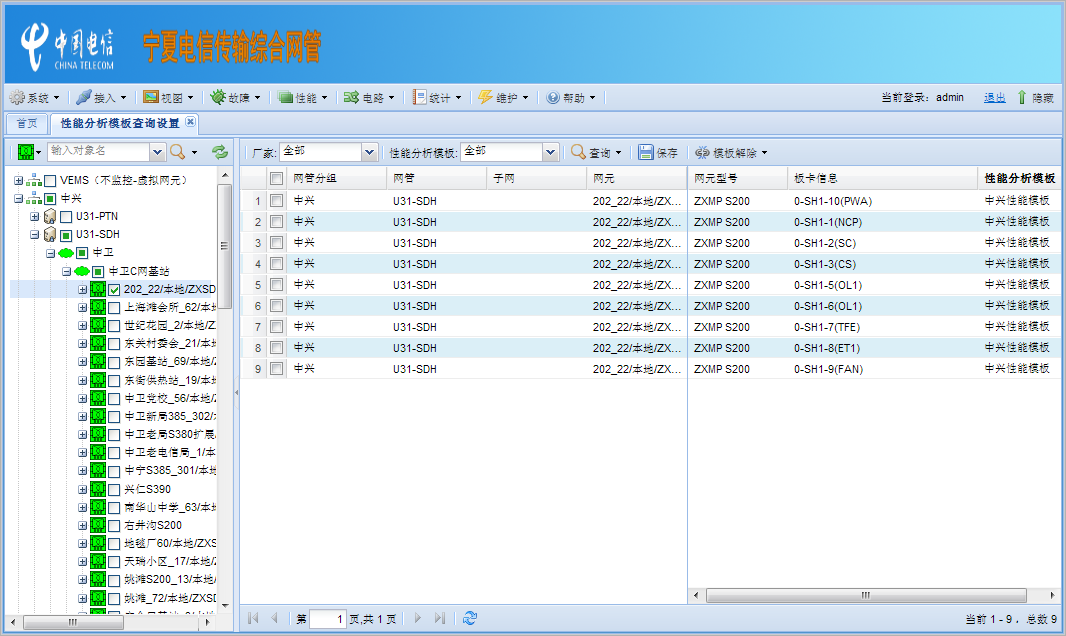 中国电信
CHINA TELECOM
宁夏电信传输综合网管
系统 接入 视图 故障 性能 电路 统计 维护 帮助 当前登录: admin 退出 隐藏
首页 性能分析模板查询设置
输入对象名
厂家: 全部 性能分析模板: 全部 查询 保存 模板解除
VEMS（不监控-虚拟网元）
中兴
U31-PTN
U31-SDH
中卫
中卫C网基站
202_22/本地/ZXSD
上海滩会所_62/本地
世纪花园_2/本地/Z
东兴村委会_21/本地
东园基站_69/本地/
东街供热站_19/本地
中卫党校_56/本地/
中卫新局385_302/
中卫老局S380扩展
中卫老电信局_1/本
中宁S385_301/本地
兴仁S390
南华山中学_63/本地
右井沟S200
地毯厂60/本地/ZXS
天瑞小区_17/本地/
姚滩S200_13/本地/
姚滩_72/本地/ZXSD
网管分组 网管 子网 网元 网元型号 板卡信息 性能分析模板
1 中兴 U31-SDH 202_22/本地/ZX... ZXMP S200 0-SH1-10(PWA) 中兴性能模板
2 中兴 U31-SDH 202_22/本地/ZX... ZXMP S200 0-SH1-1(NCP) 中兴性能模板
3 中兴 U31-SDH 202_22/本地/ZX... ZXMP S200 0-SH1-2(SC) 中兴性能模板
4 中兴 U31-SDH 202_22/本地/ZX... ZXMP S200 0-SH1-3(CS) 中兴性能模板
5 中兴 U31-SDH 202_22/本地/ZX... ZXMP S200 0-SH1-5(OL1) 中兴性能模板
6 中兴 U31-SDH 202_22/本地/ZX... ZXMP S200 0-SH1-6(OL1) 中兴性能模板
7 中兴 U31-SDH 202_22/本地/ZX... ZXMP S200 0-SH1-7(TFE) 中兴性能模板
8 中兴 U31-SDH 202_22/本地/ZX... ZXMP S200 0-SH1-8(ET1) 中兴性能模板
9 中兴 U31-SDH 202_22/本地/ZX... ZXMP S200 0-SH1-9(FAN) 中兴性能模板
第 1 页,共 1 页 当前 1 - 9 ，总数 9